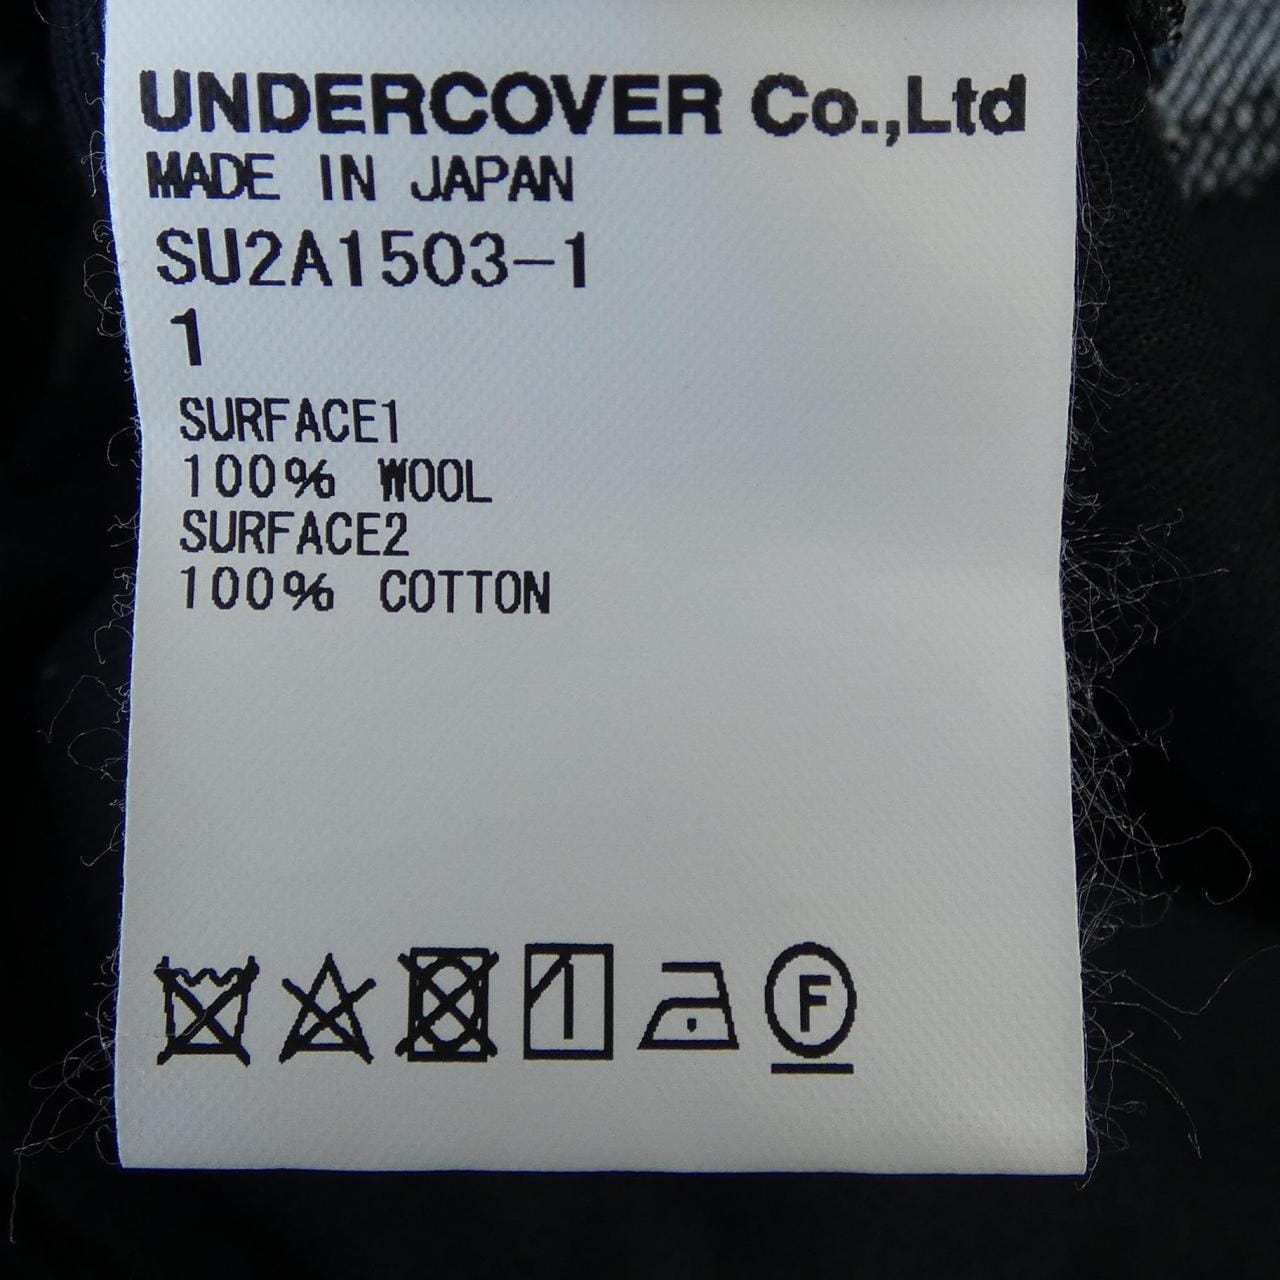 UNDERCOVER Co.,Ltd
MADE IN JAPAN
SU2A1503-1
1
SURFACE1
100% WOOL
SURFACE2
100% COTTON
F